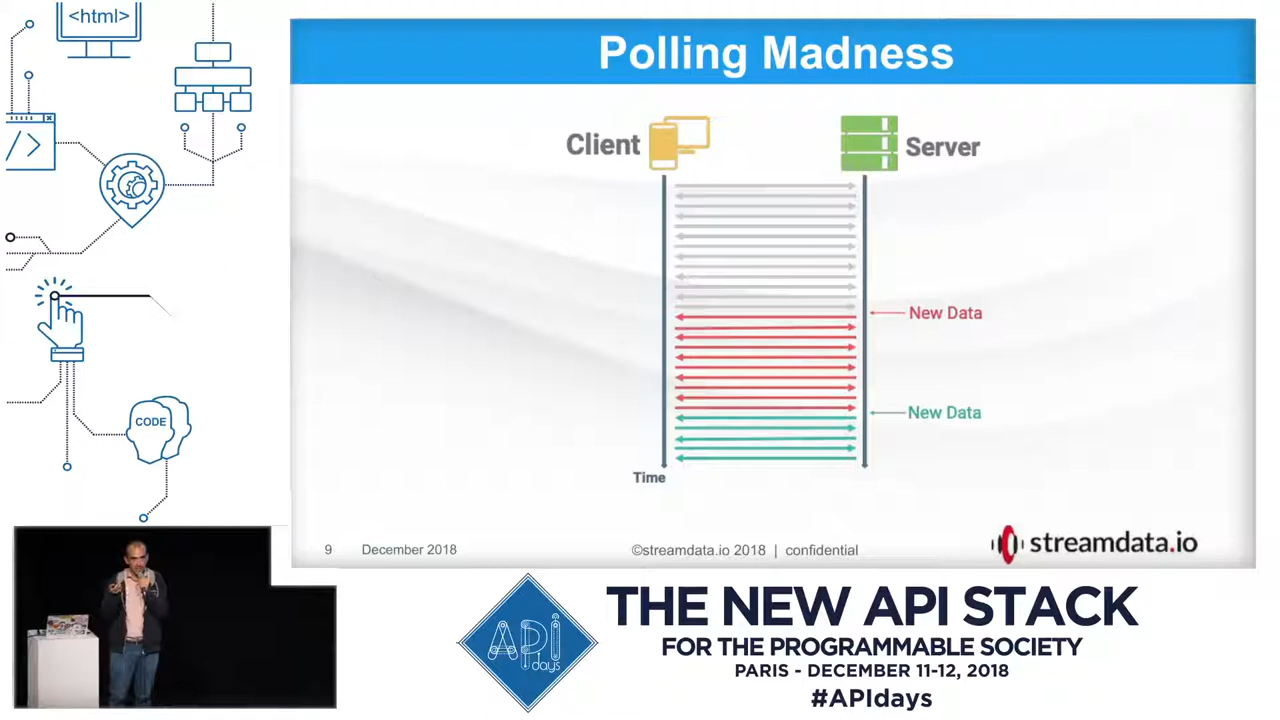 <html>
</>
CODE
Polling Madness
Client
Server
New Data
New Data
Time
9
December 2018
©streamdata.io 2018 | confidential
streamdata.io
API
days
THE NEW API STACK
FOR THE PROGRAMMABLE SOCIETY
PARIS - DECEMBER 11-12, 2018
#APIdays